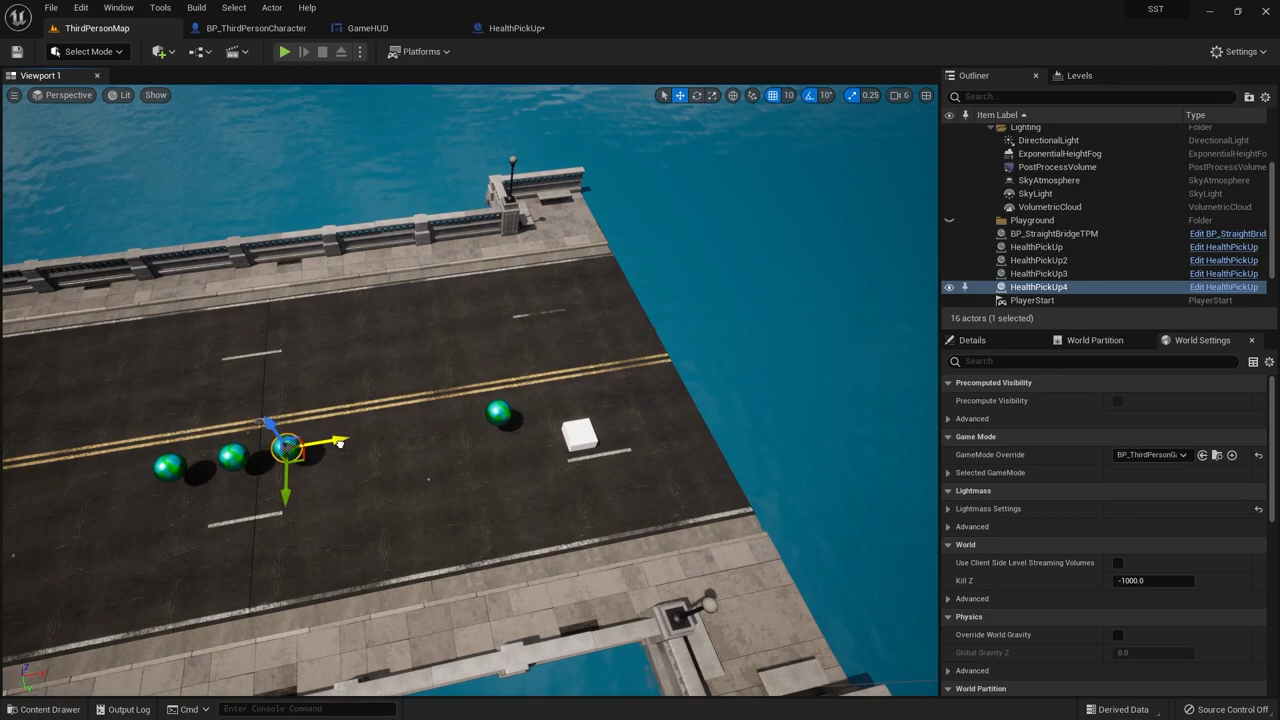 File Edit Window Tools Build Select Actor Help SST
ThirdPersonMap BP_ThirdPersonCharacter GameHUD HealthPickUp*
Select Mode Platforms Settings
Viewport 1
Perspective Lit Show 10 10° 0.25 6
Outliner Levels
Search...
Item Label Type
Lighting Folder
DirectionalLight DirectionalLight
ExponentialHeightFog ExponentialHeightFo
PostProcessVolume PostProcessVolume
SkyAtmosphere SkyAtmosphere
SkyLight SkyLight
VolumetricCloud VolumetricCloud
Playground Folder
BP_StraightBridgeTPM Edit BP_StraightBrid
HealthPickUp Edit HealthPickUp
HealthPickUp2 Edit HealthPickUp
HealthPickUp3 Edit HealthPickUp
HealthPickUp4 Edit HealthPickUp
PlayerStart PlayerStart
16 actors (1 selected)
Details World Partition World Settings
Search
Precomputed Visibility
Precompute Visibility
Advanced
Game Mode
GameMode Override BP_ThirdPersonG
Selected GameMode
Lightmass
Lightmass Settings
Advanced
World
Use Client Side Level Streaming Volumes
Kill Z -1000.0
Advanced
Physics
Override World Gravity
Global Gravity Z 0.0
Advanced
World Partition
Content Drawer Output Log Cmd Enter Console Command Derived Data Source Control Off